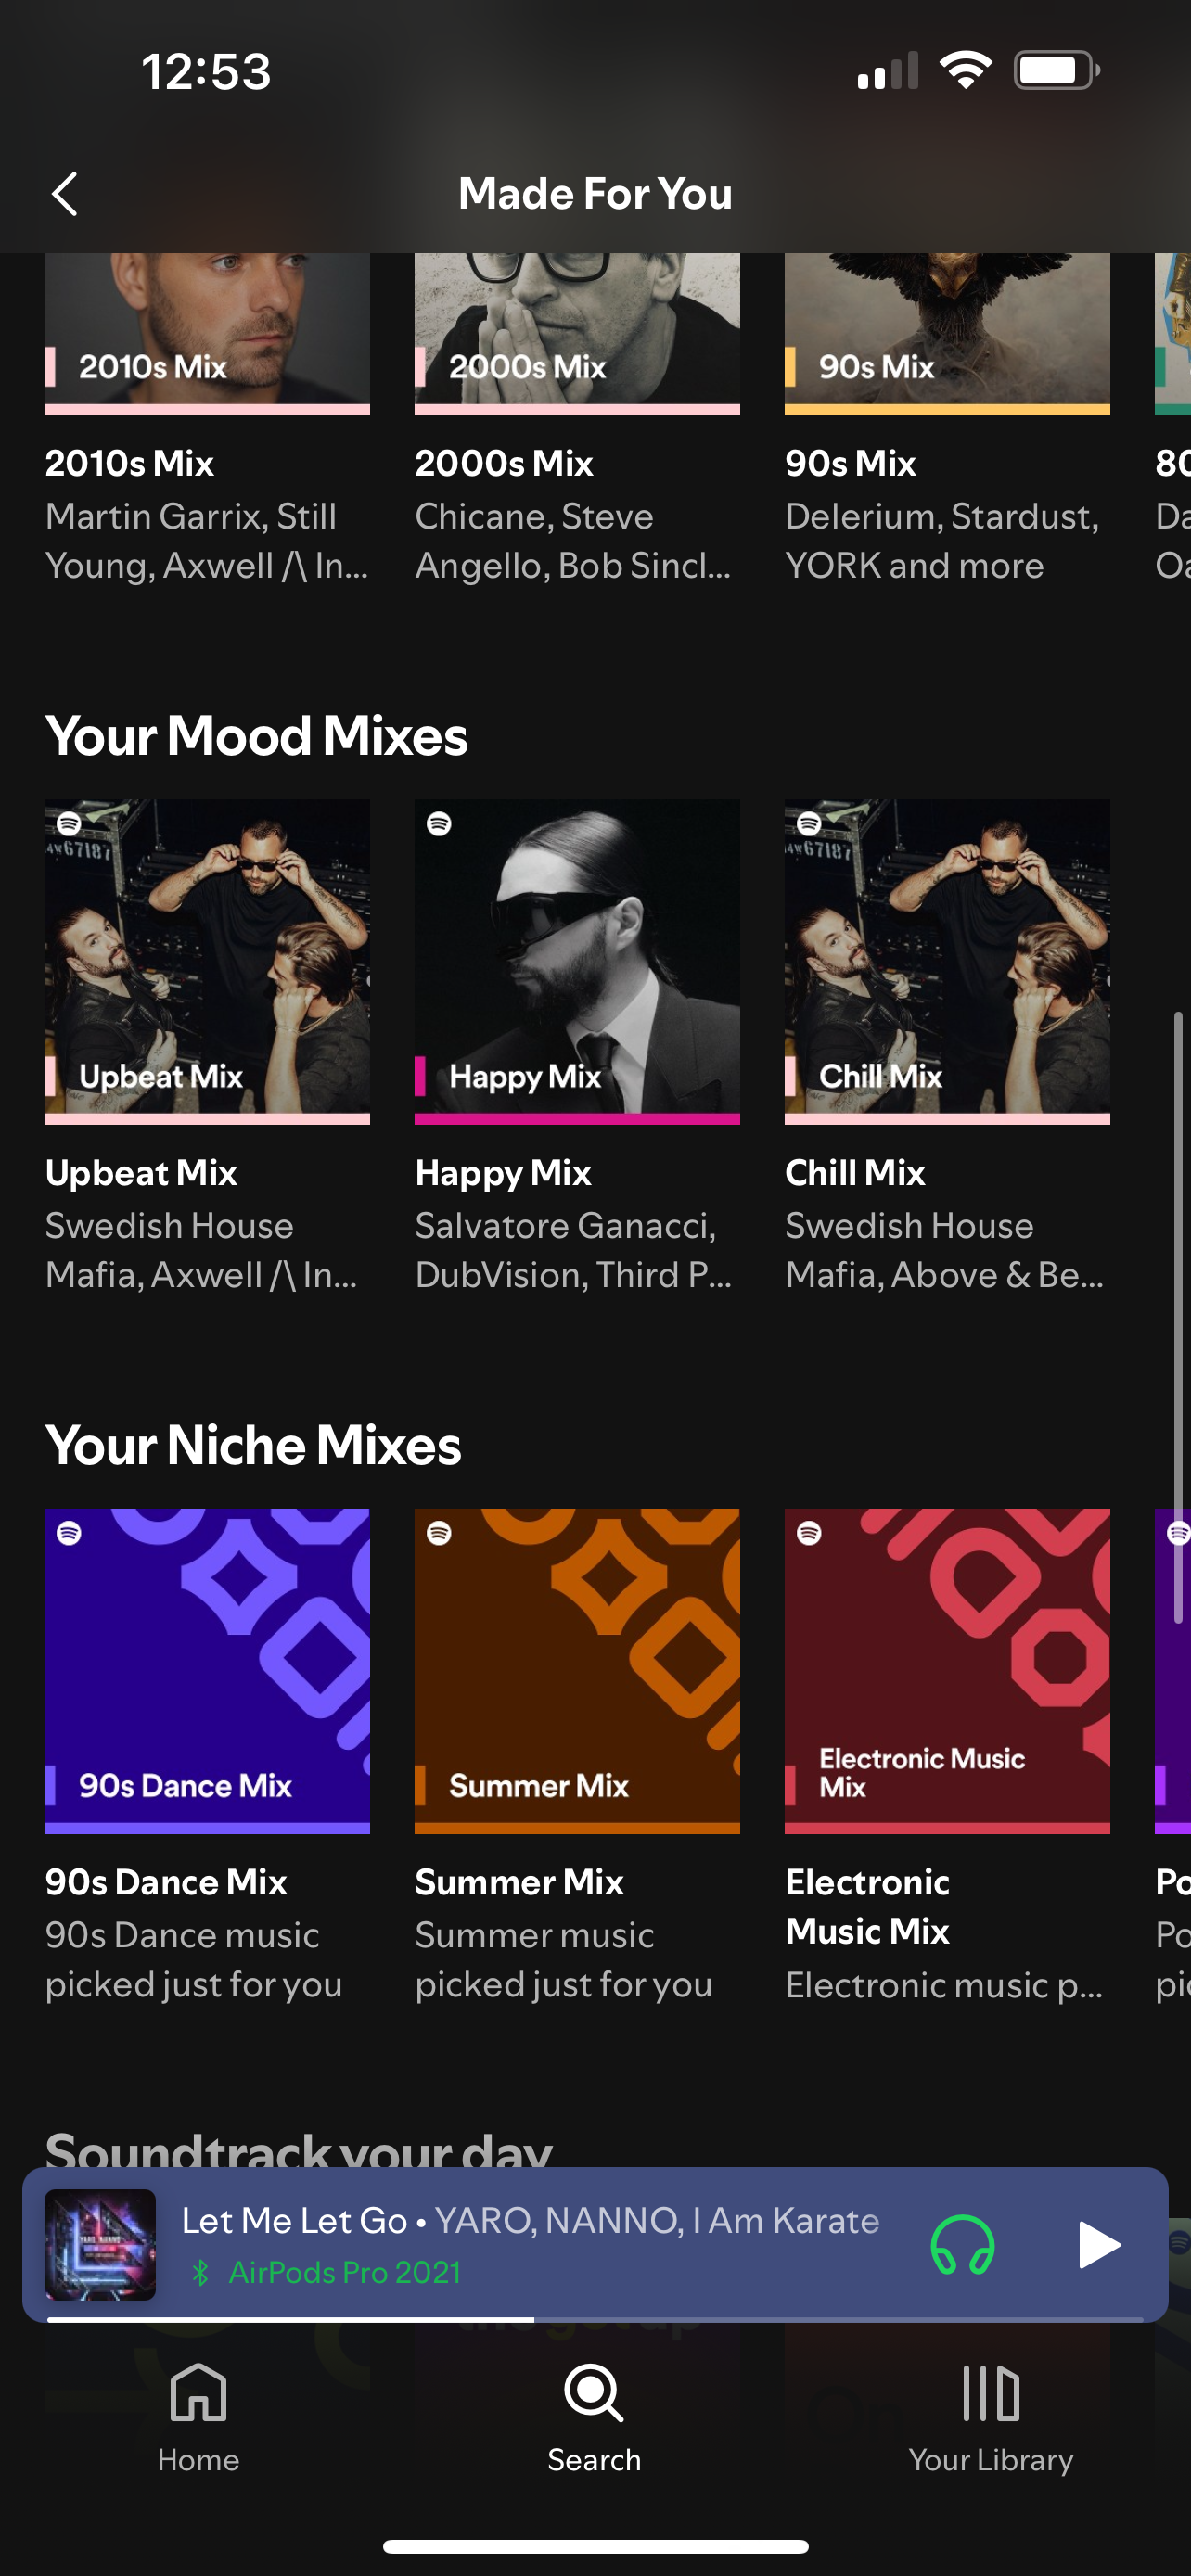 12:53
Made For You
2010s Mix
2000s Mix
90s Mix
2010s Mix
2000s Mix
90s Mix
80
Martin Garrix, Still
Young, Axwell /\ In...
Chicane, Steve
Angello, Bob Sincl...
Delerium, Stardust,
YORK and more
Da
Oa
Your Mood Mixes
67187
Upbeat Mix
Happy Mix
67187
Chill Mix
Upbeat Mix
Happy Mix
Chill Mix
Swedish House
Mafia, Axwell /\ In...
Salvatore Ganacci,
DubVision, Third P...
Swedish House
Mafia, Above & Be...
Your Niche Mixes
90s Dance Mix
Summer Mix
Electronic Music
Mix
90s Dance Mix
90s Dance music
picked just for you
Summer Mix
Summer music
picked just for you
Electronic
Music Mix
Electronic music p...
Po
Po
pic
Soundtrack your day
Let Me Let Go • YARO, NANNO, I Am Karate
AirPods Pro 2021
Home
Search
Your Library